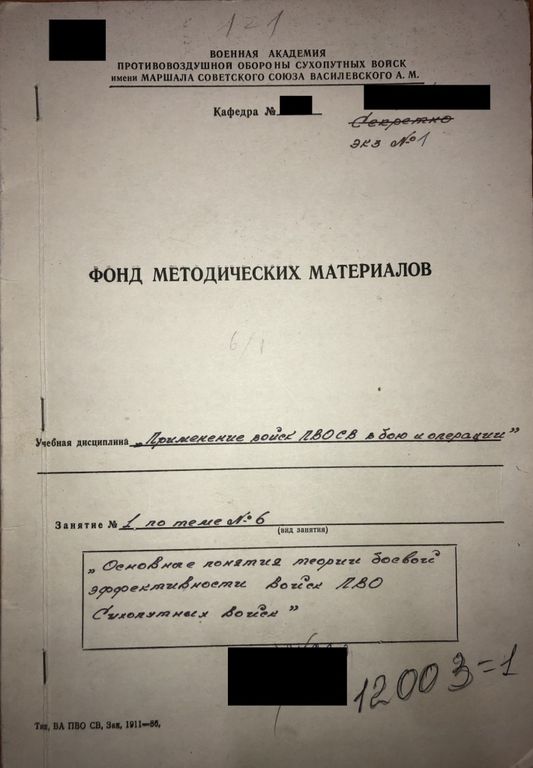 121
ВОЕННАЯ АКАДЕМИЯ
ПРОТИВОВОЗДУШНОЙ ОБОРОНЫ СУХОПУТНЫХ ВОЙСК
имени МАРШАЛА СОВЕТСКОГО СОЮЗА ВАСИЛЕВСКОГО А. М.
Кафедра №
Секретно
экз №1
ФОНД МЕТОДИЧЕСКИХ МАТЕРИАЛОВ
6/1
Учебная дисциплина „Применение войск ПВО СВ в бою и операции"
Занятие № 1 по теме № 6
(вид занятия)
„Основные понятия теории боевой
эффективности войск ПВО
Сухопутных войск"
12003=1
Тип. ВА ПВО СВ, Зак. 1911—86.